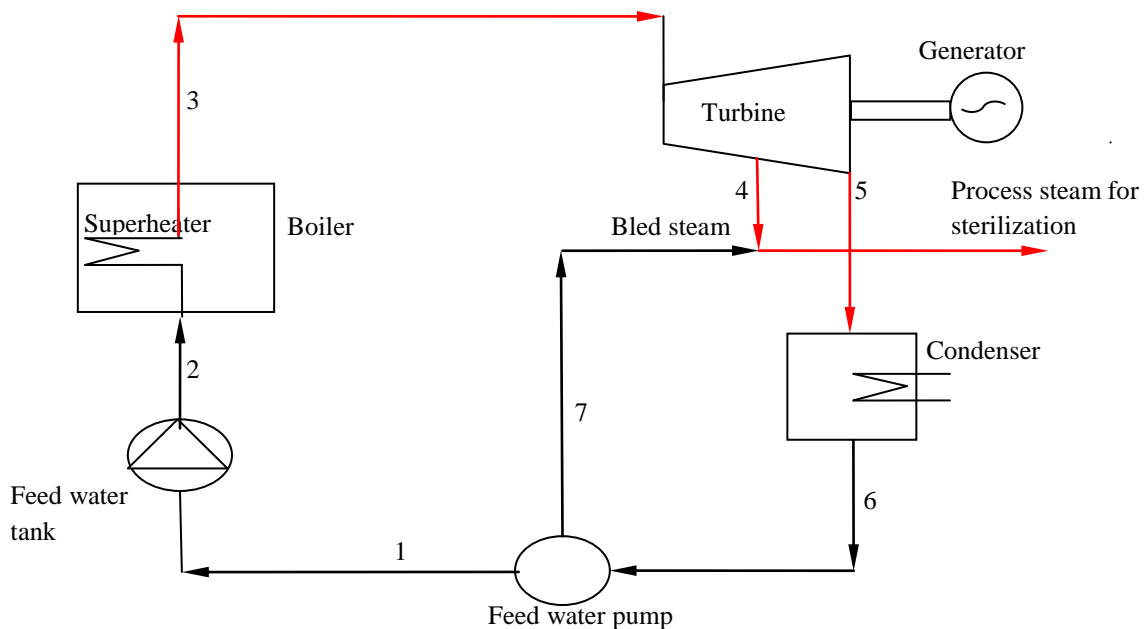 Generator
3
Turbine
4
5
Process steam for
sterilization
Superheater
Boiler
Bled steam
Condenser
2
7
Feed water
tank
6
1
Feed water pump